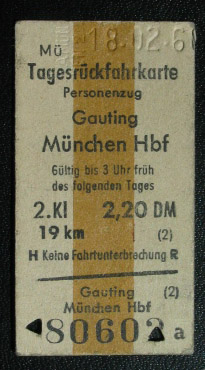 18.02.6
Mü
Tagesrückfahrkarte
Personenzug
Gauting
München Hbf
Gültig bis 3 Uhr früh
des folgenden Tages
2.Kl 2,20 DM
19 km (2)
H Keine Fahrtunterbrechung R
Gauting (2)
München Hbf
80602 a